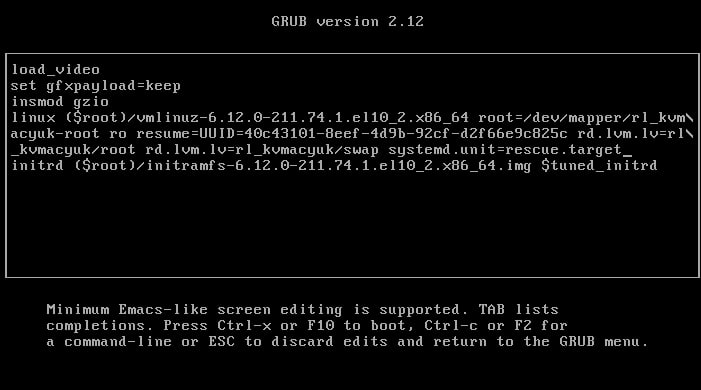 GRUB version 2.12
load_video
set gfxpayload=keep
insmod gzio
linux ($root)/vmlinuz-6.12.0-211.74.1.el10_2.x86_64 root=/dev/mapper/rl_kvm\
acyuk-root ro resume=UUID=40c43101-8eef-4d9b-92cf-d2f66e9c825c rd.lvm.lv=rl\
_kvmacyuk/root rd.lvm.lv=rl_kvmacyuk/swap systemd.unit=rescue.target_
initrd ($root)/initramfs-6.12.0-211.74.1.el10_2.x86_64.img $tuned_initrd
Minimum Emacs-like screen editing is supported. TAB lists
completions. Press Ctrl-x or F10 to boot, Ctrl-c or F2 for
a command-line or ESC to discard edits and return to the GRUB menu.